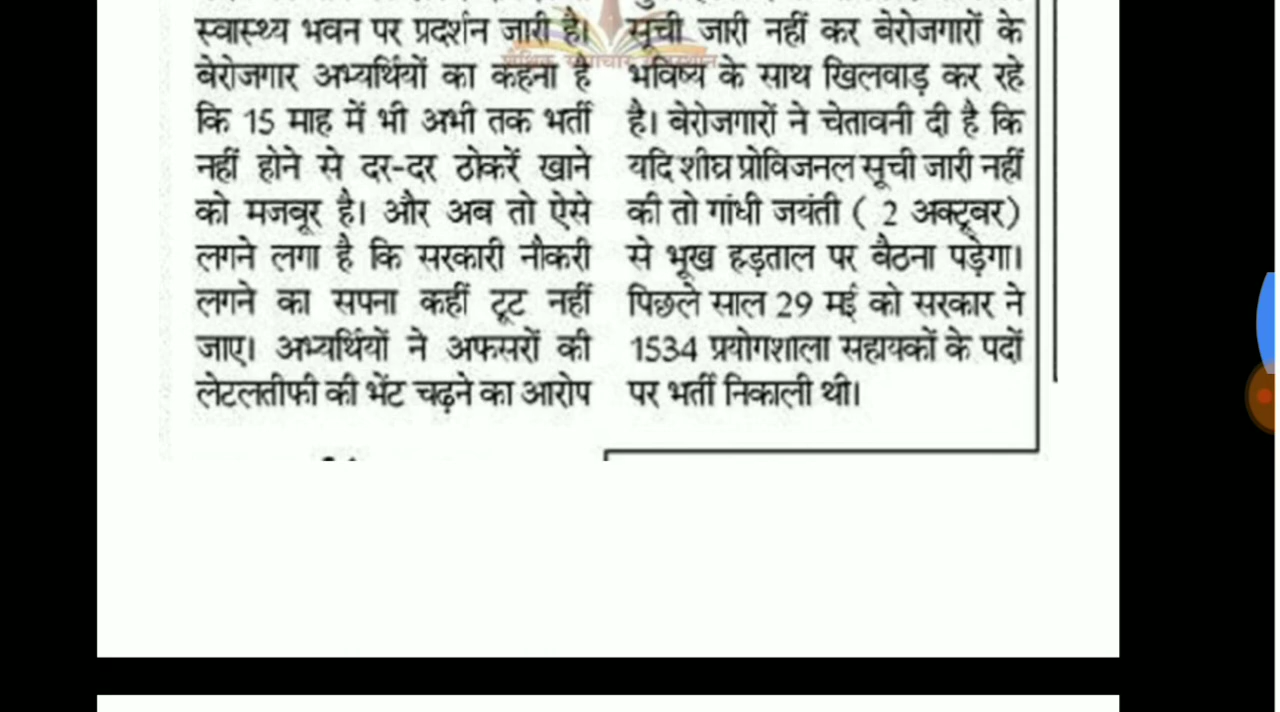 स्वास्थ्य भवन पर प्रदर्शन जारी है।
बेरोजगार अभ्यर्थियों का कहना है
कि 15 माह में भी अभी तक भर्ती
नहीं होने से दर-दर ठोकरें खाने
को मजबूर है। और अब तो ऐसे
लगने लगा है कि सरकारी नौकरी
लगने का सपना कहीं टूट नहीं
जाए। अभ्यर्थियों ने अफसरों की
लेटलतीफी की भेंट चढ़ने का आरोप
सूची जारी नहीं कर बेरोजगारों के
भविष्य के साथ खिलवाड़ कर रहे
है। बेरोजगारों ने चेतावनी दी है कि
यदि शीघ्र प्रोविजनल सूची जारी नहीं
की तो गांधी जयंती ( 2 अक्टूबर)
से भूख हड़ताल पर बैठना पड़ेगा।
पिछले साल 29 मई को सरकार ने
1534 प्रयोगशाला सहायकों के पदों
पर भर्ती निकाली थी।